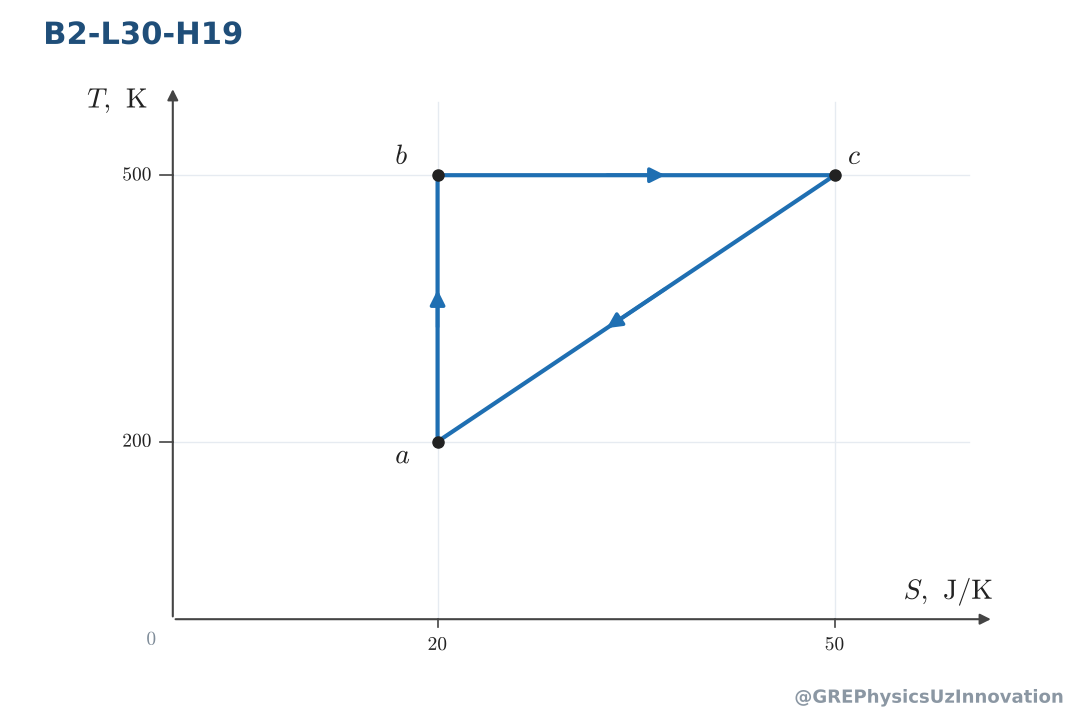 B2-L30-H19
T, K
b
c
500
200
a
S, J/K
0
20
50
@GREPhysicsUzInnovation